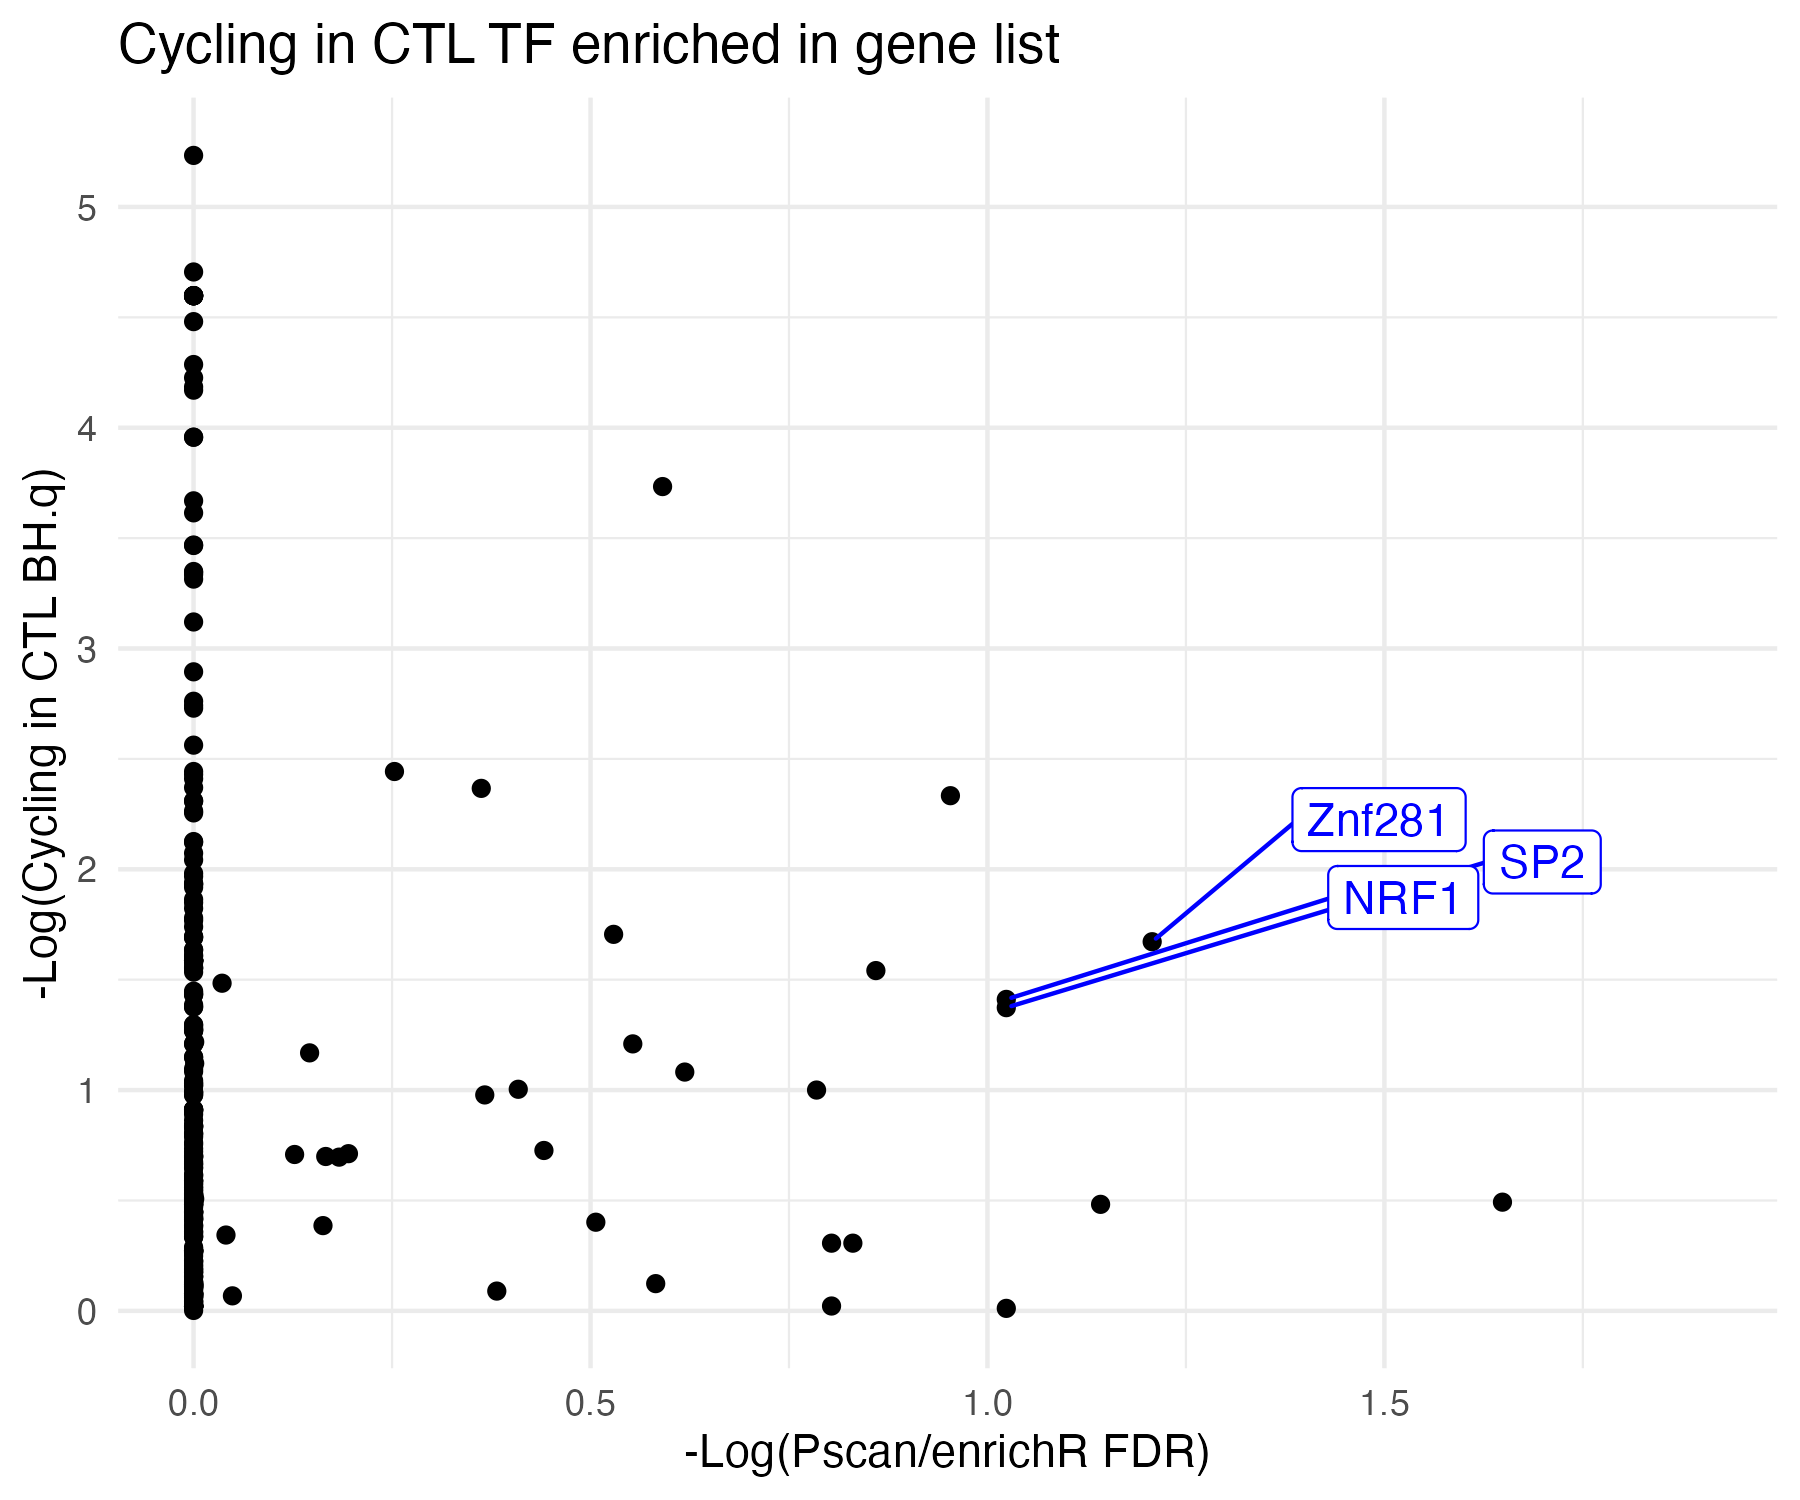 Cycling in CTL TF enriched in gene list
-Log(Cycling in CTL BH.q)
5
4
3
2
1
0
Znf281
SP2
NRF1
0.0
0.5
1.0
1.5
-Log(Pscan/enrichR FDR)